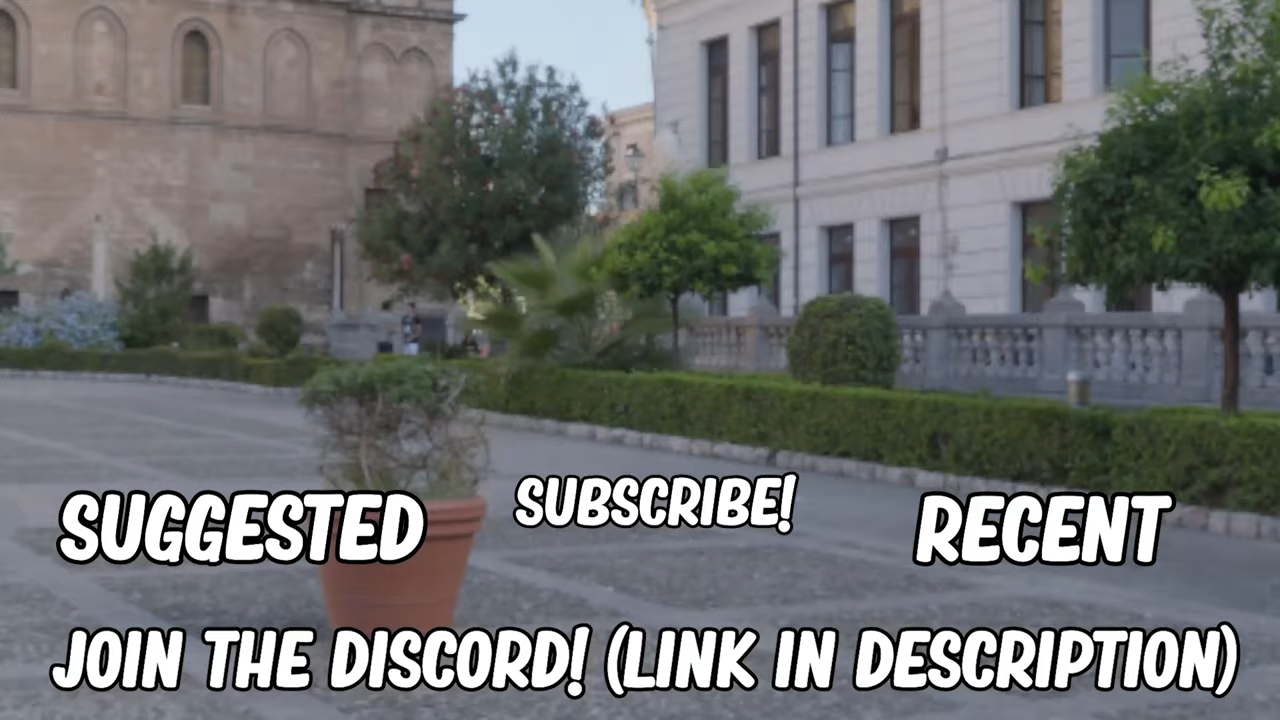 SUGGESTED
SUBSCRIBE!
RECENT
JOIN THE DISCORD! (LINK IN DESCRIPTION)